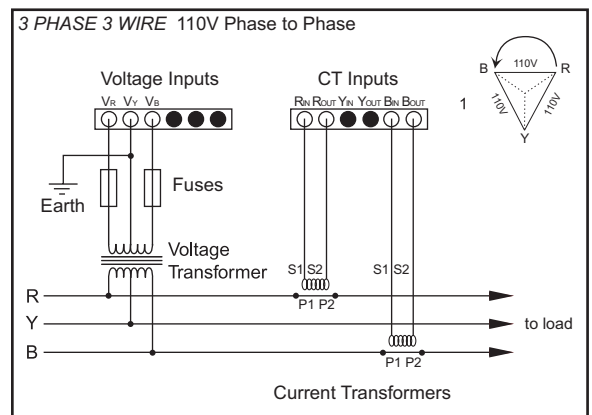 3 PHASE 3 WIRE 110V Phase to Phase
Voltage Inputs
VR VY VB
CT Inputs
RIN ROUT YIN YOUT BIN BOUT
1
B 110V R
110V 110V
Y
Earth
Fuses
Voltage
Transformer
S1 S2 S1 S2
R
P1 P2
Y
to load
B
P1 P2
Current Transformers